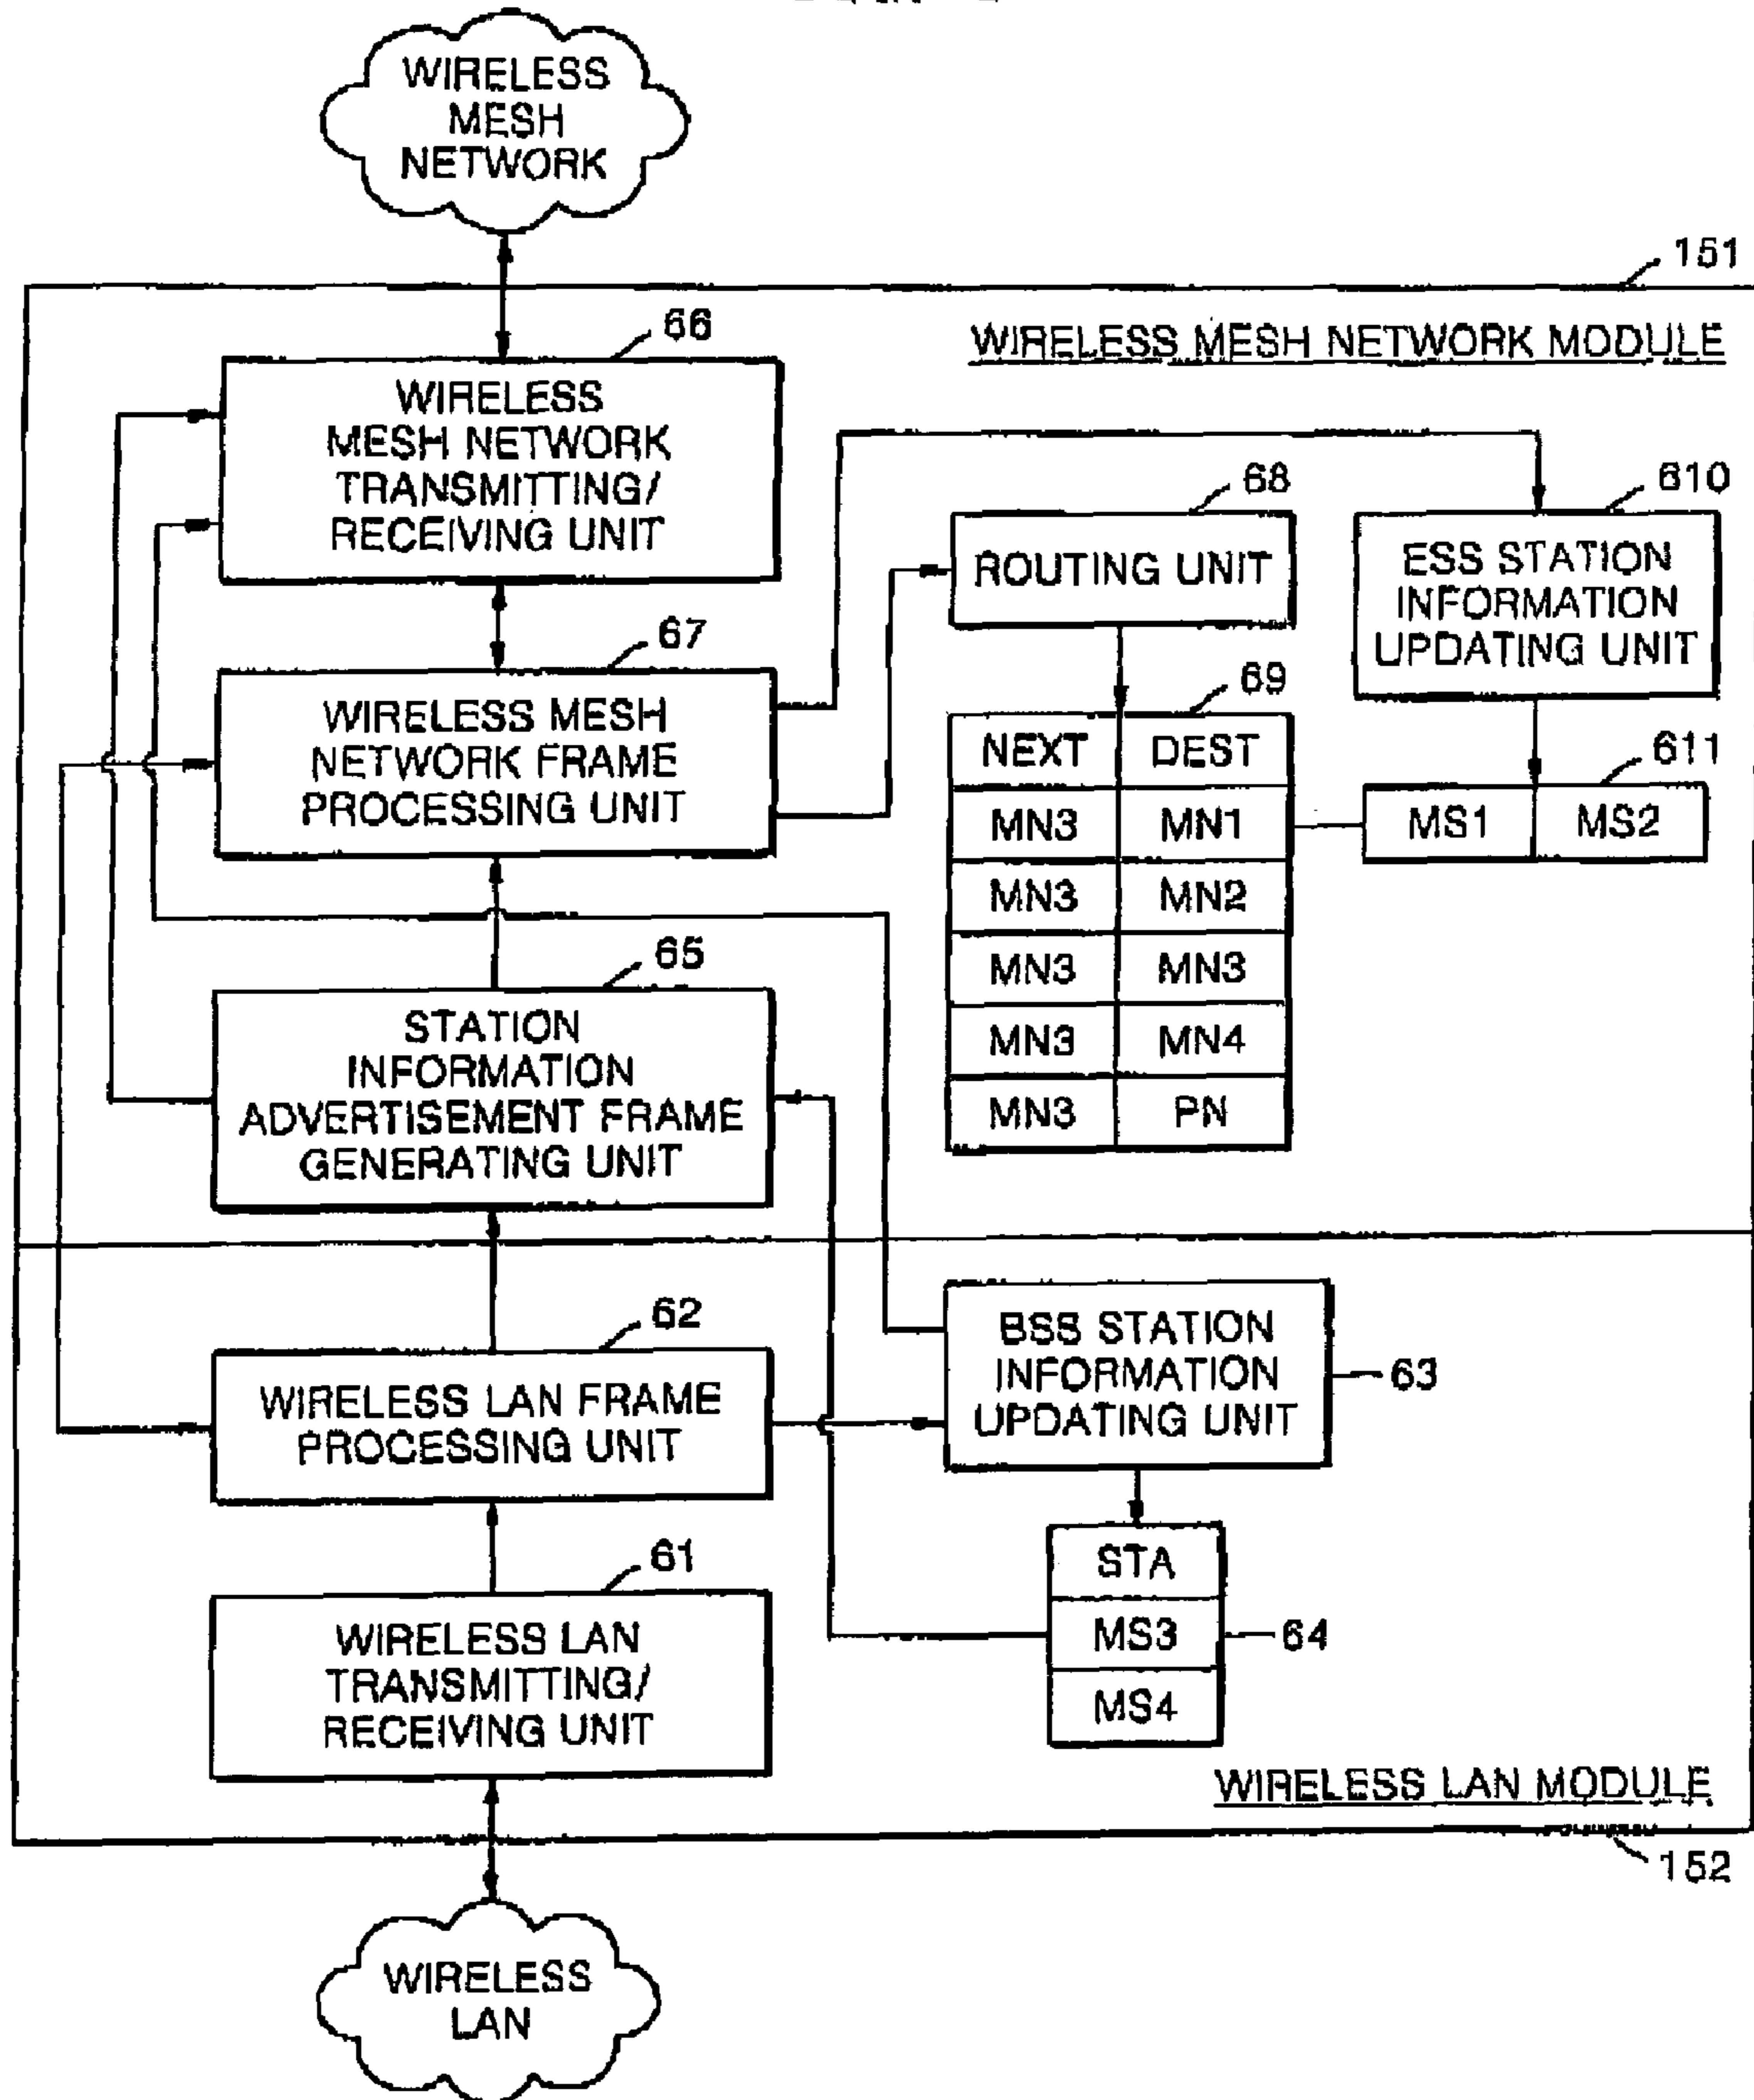 WIRELESS
MESH
NETWORK
151
WIRELESS MESH NETWORK MODULE
66
WIRELESS
MESH NETWORK
TRANSMITTING/
RECEIVING UNIT
68
ROUTING UNIT
610
ESS STATION
INFORMATION
UPDATING UNIT
67
WIRELESS MESH
NETWORK FRAME
PROCESSING UNIT
69
NEXT DEST
MN3 MN1
MN3 MN2
MN3 MN3
MN3 MN4
MN3 PN
611
MS1 MS2
65
STATION
INFORMATION
ADVERTISEMENT FRAME
GENERATING UNIT
62
WIRELESS LAN FRAME
PROCESSING UNIT
BSS STATION
INFORMATION
UPDATING UNIT
63
61
WIRELESS LAN
TRANSMITTING/
RECEIVING UNIT
STA
MS3
MS4
64
WIRELESS LAN MODULE
152
WIRELESS
LAN